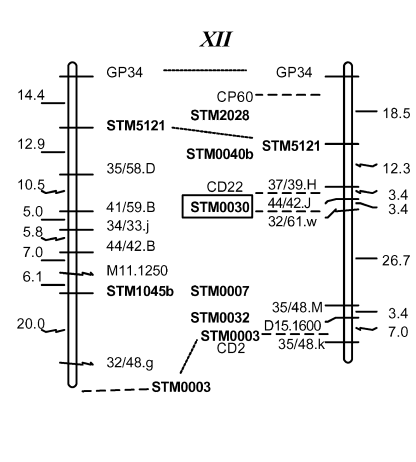 XII
GP34 GP34
14.4 CP60
STM2028 18.5
STM5121 STM5121
12.9 STM0040b
35/58.D 12.3
10.5 CD22 37/39.H 3.4
5.0 41/59.B STM0030 44/42.J 3.4
5.8 34/33.j 32/61.w
7.0 44/42.B
6.1 M11.1250 26.7
STM1045b STM0007
35/48.M
20.0 STM0032 3.4
STM0003 D15.1600 7.0
CD2 35/48.k
32/48.g
STM0003